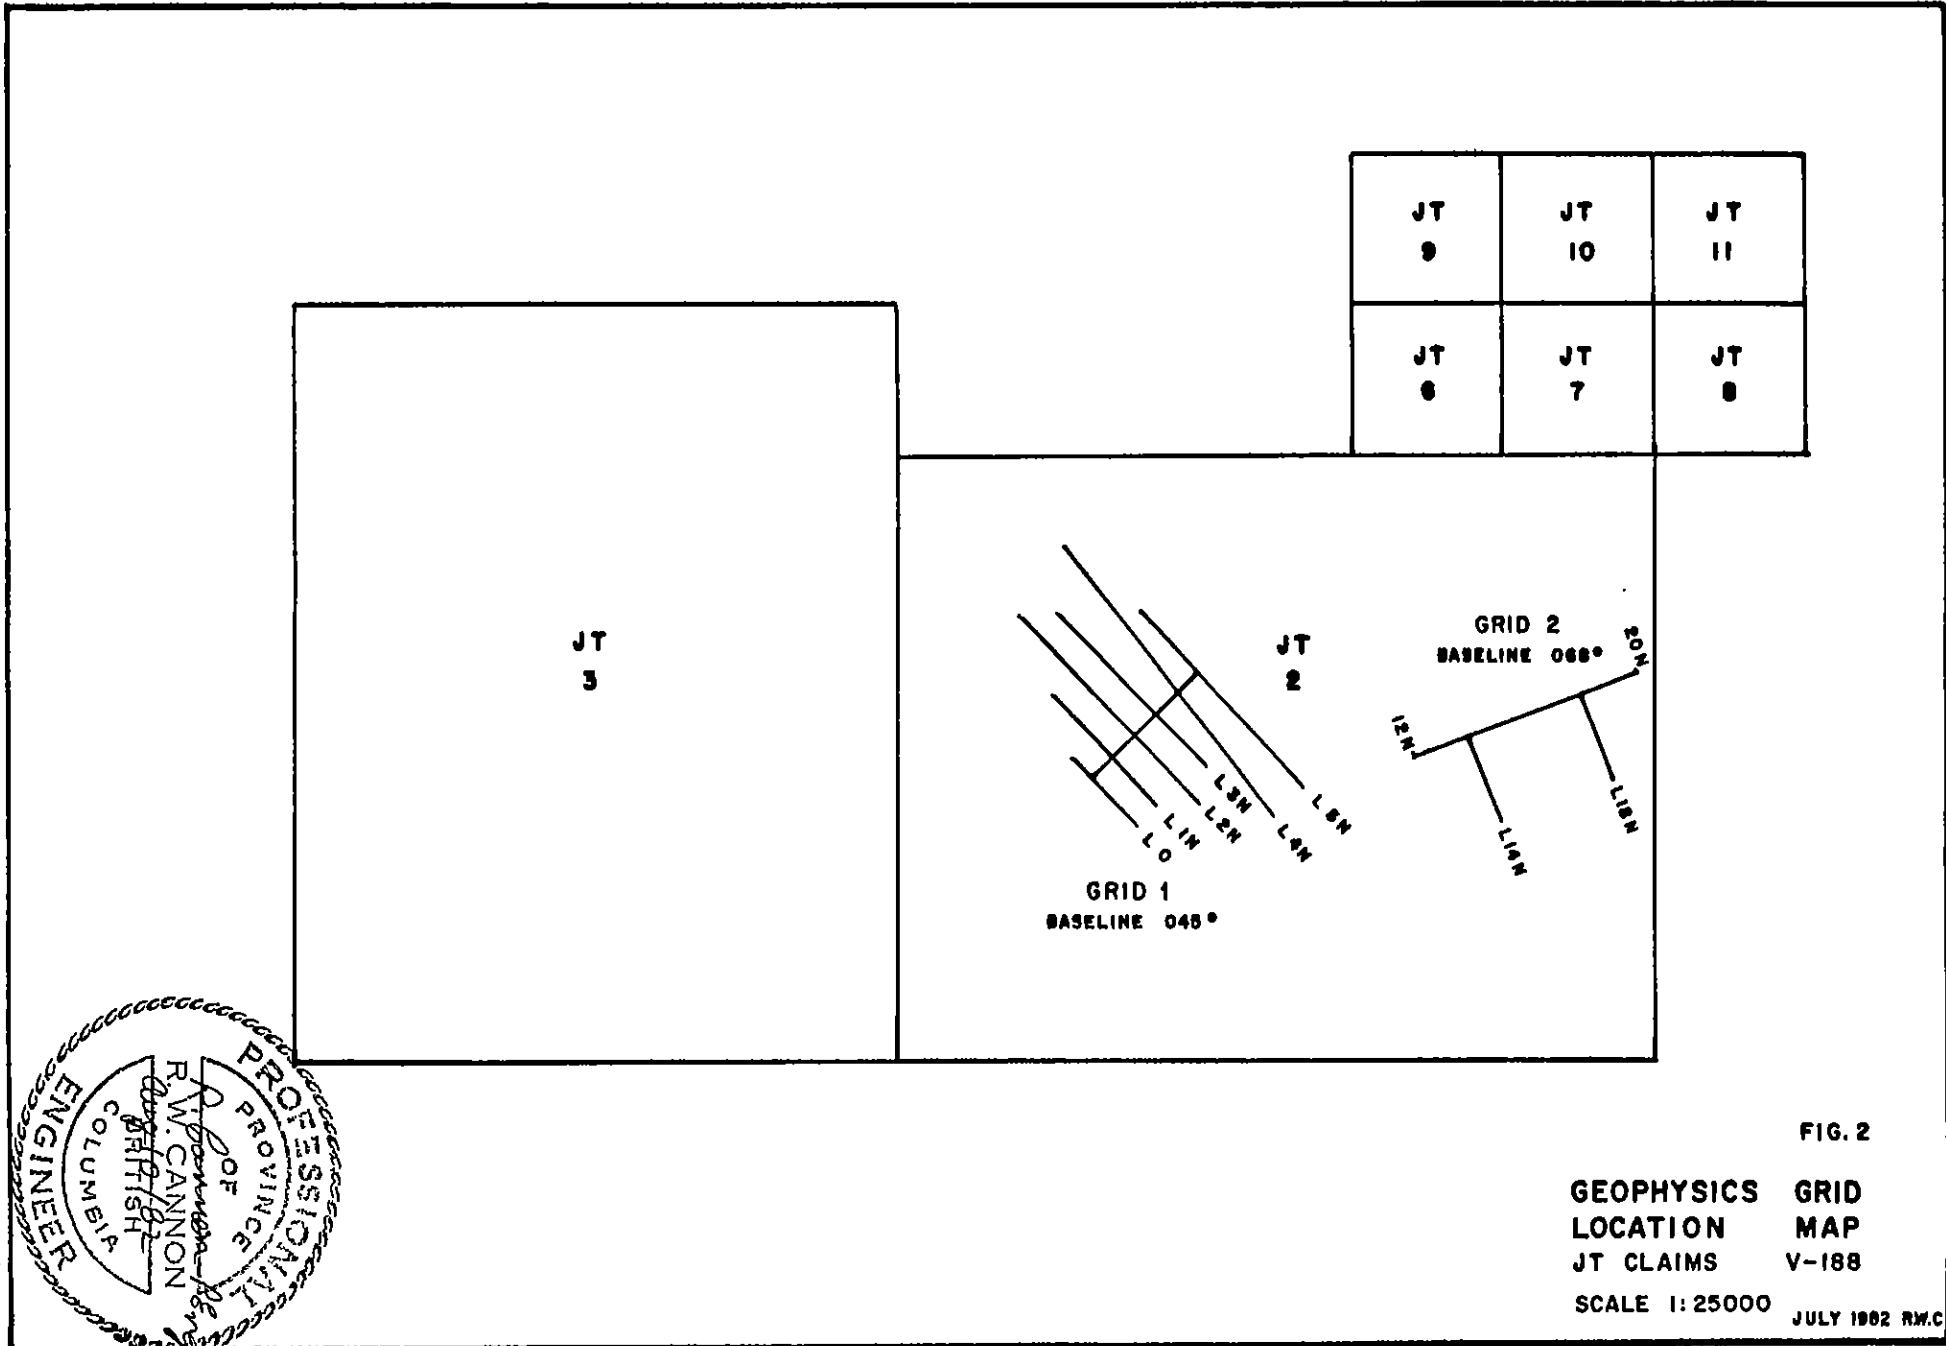 JT
9
JT
10
JT
11
JT
6
JT
7
JT
8
JT
3
JT
2
GRID 2
BASELINE 068°
20N
12N
L18N
L14N
L5N
L4N
L3N
L2N
L1N
L0
GRID 1
BASELINE 045°
PROFESSIONAL
PROVINCE
OF
R.W. CANNON
BRITISH
COLUMBIA
ENGINEER
FIG. 2
GEOPHYSICS GRID
LOCATION MAP
JT CLAIMS V-188
SCALE 1:25000
JULY 1982 R.W.C